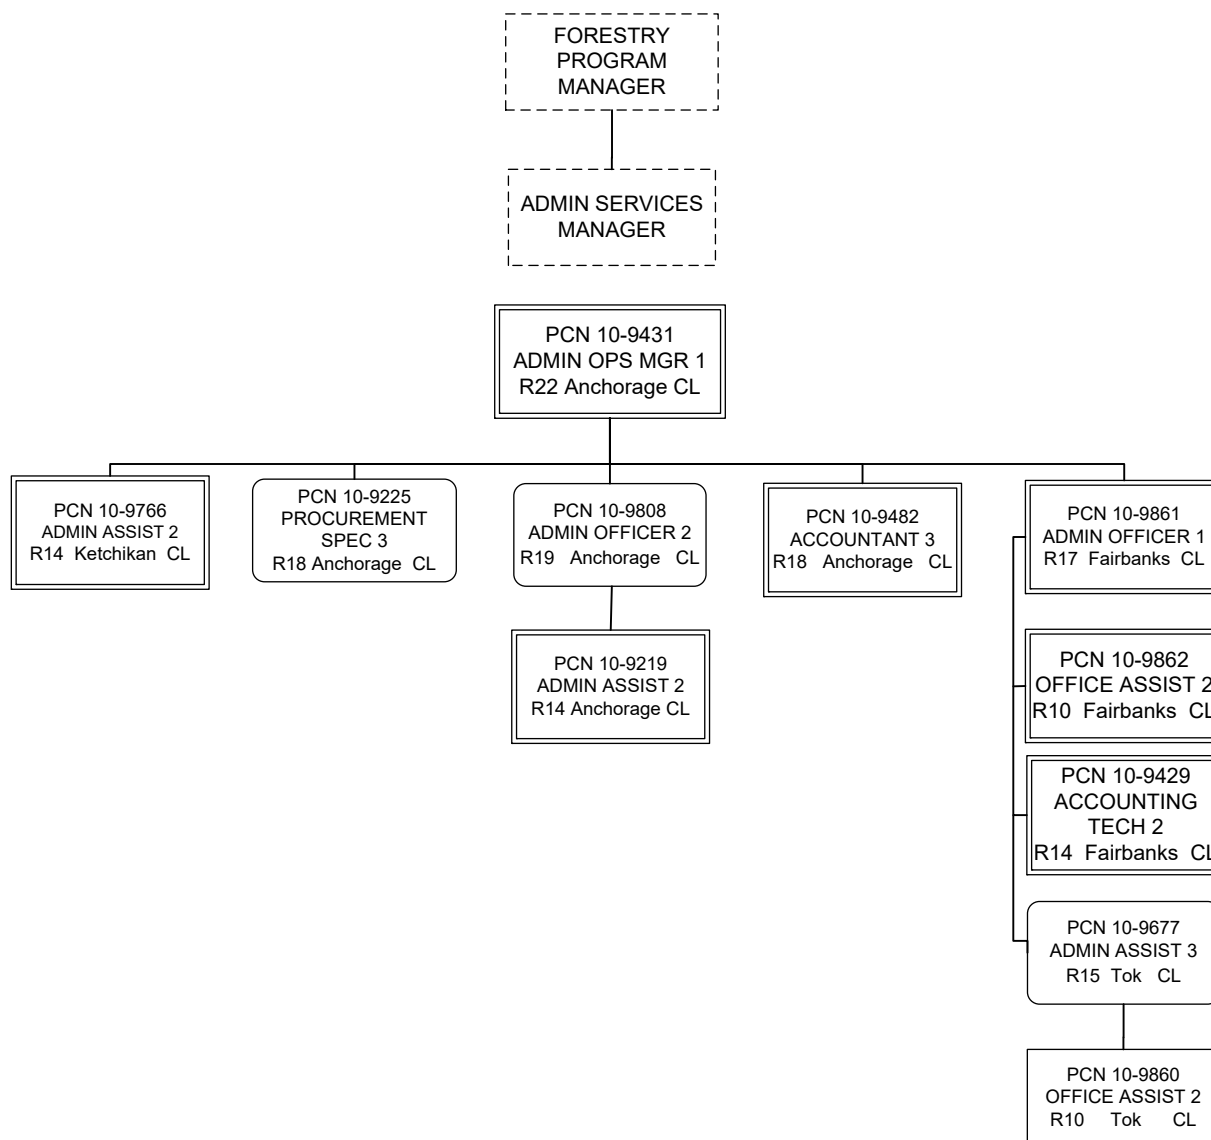 FORESTRY
PROGRAM
MANAGER
ADMIN SERVICES
MANAGER
PCN 10-9431
ADMIN OPS MGR 1
R22 Anchorage CL
PCN 10-9766
ADMIN ASSIST 2
R14 Ketchikan CL
PCN 10-9225
PROCUREMENT
SPEC 3
R18 Anchorage CL
PCN 10-9808
ADMIN OFFICER 2
R19 Anchorage CL
PCN 10-9482
ACCOUNTANT 3
R18 Anchorage CL
PCN 10-9861
ADMIN OFFICER 1
R17 Fairbanks CL
PCN 10-9219
ADMIN ASSIST 2
R14 Anchorage CL
PCN 10-9862
OFFICE ASSIST 2
R10 Fairbanks CL
PCN 10-9429
ACCOUNTING
TECH 2
R14 Fairbanks CL
PCN 10-9677
ADMIN ASSIST 3
R15 Tok CL
PCN 10-9860
OFFICE ASSIST 2
R10 Tok CL